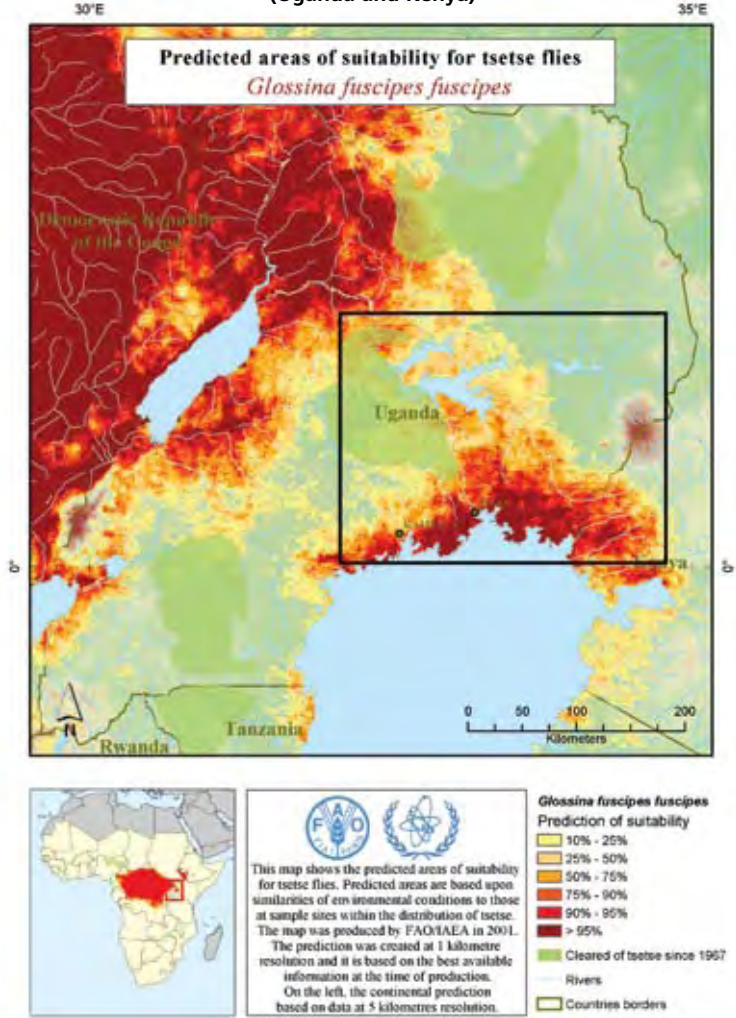 (Uganda and Kenya)
30°E
35°E
Predicted areas of suitability for tsetse flies
Glossina fuscipes fuscipes
Democratic Republic
of the Congo
Uganda
0°
0°
ya
0 50 100 200
Kilometers
N
Tanzania
Rwanda
F A O
FIAT PANIS
This map shows the predicted areas of suitability
for tsetse flies. Predicted areas are based upon
similarities of environmental conditions to those
at sample sites within the distribution of tsetse.
The map was produced by FAO/IAEA in 2001.
The prediction was created at 1 kilometre
resolution and it is based on the best available
information at the time of production.
On the left, the continental prediction
based on data at 5 kilometres resolution.
Glossina fuscipes fuscipes
Prediction of suitability
10% - 25%
25% - 50%
50% - 75%
75% - 90%
90% - 95%
> 95%
Cleared of tsetse since 1967
Rivers
Countries borders